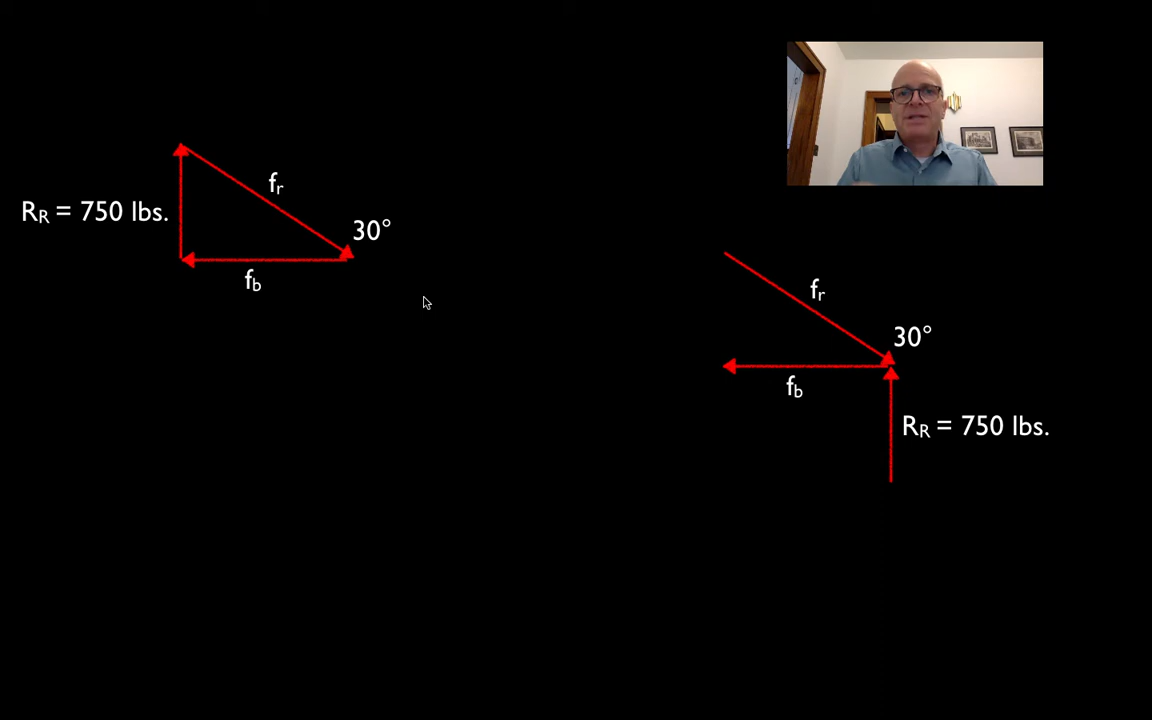 fr
RR = 750 lbs.
30°
fb
fr
30°
fb
RR = 750 lbs.